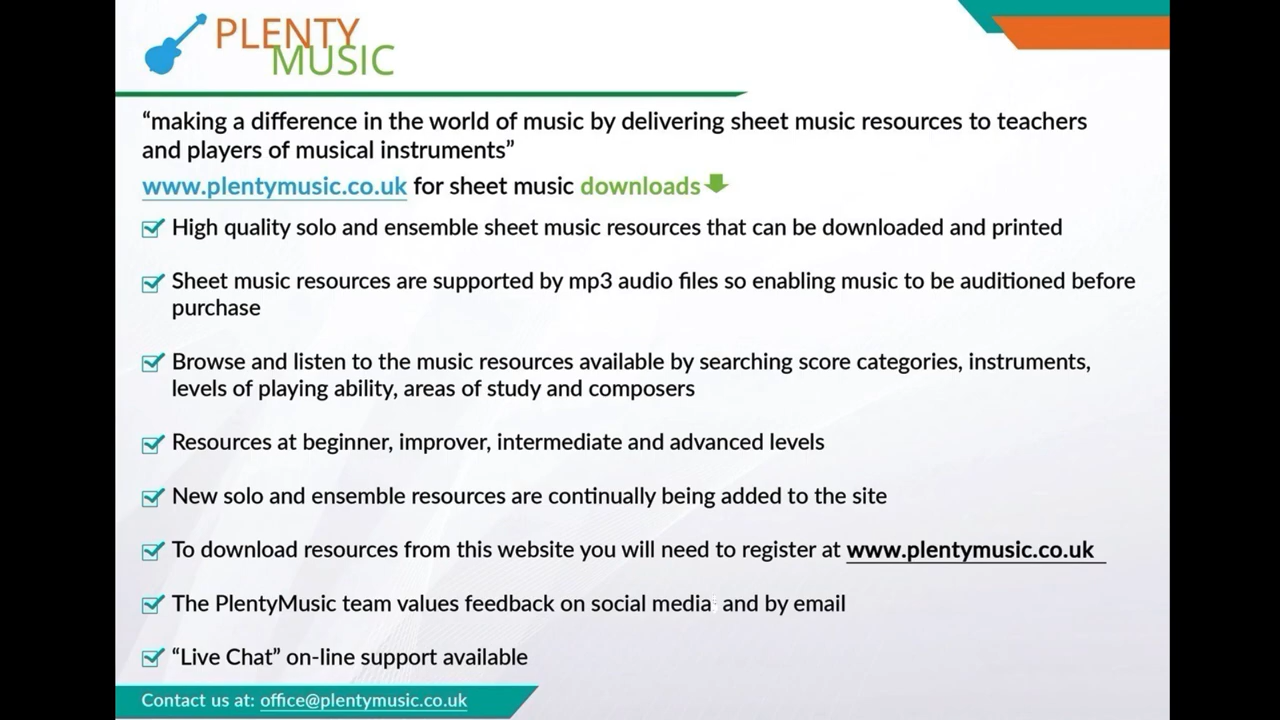 PLENTY
MUSIC
“making a difference in the world of music by delivering sheet music resources to teachers
and players of musical instruments”
www.plentymusic.co.uk for sheet music downloads
High quality solo and ensemble sheet music resources that can be downloaded and printed
Sheet music resources are supported by mp3 audio files so enabling music to be auditioned before
purchase
Browse and listen to the music resources available by searching score categories, instruments,
levels of playing ability, areas of study and composers
Resources at beginner, improver, intermediate and advanced levels
New solo and ensemble resources are continually being added to the site
To download resources from this website you will need to register at www.plentymusic.co.uk
The PlentyMusic team values feedback on social media and by email
“Live Chat” on-line support available
Contact us at: office@plentymusic.co.uk